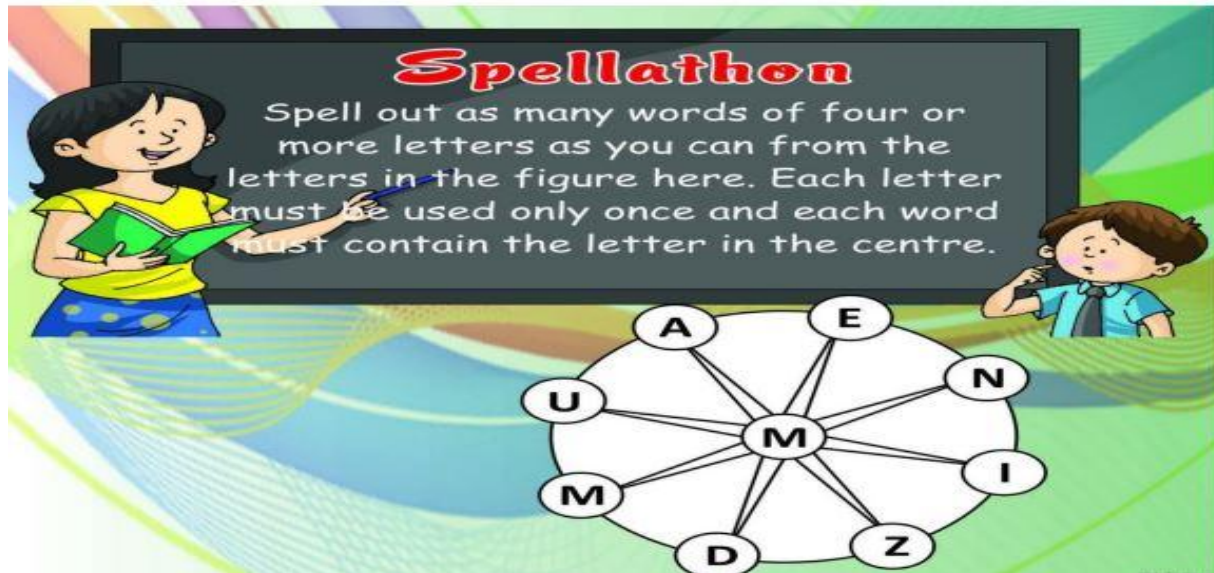 Spellathon
Spell out as many words of four or
more letters as you can from the
letters in the figure here. Each letter
must be used only once and each word
must contain the letter in the centre.
A
E
N
U
M
I
M
D
Z